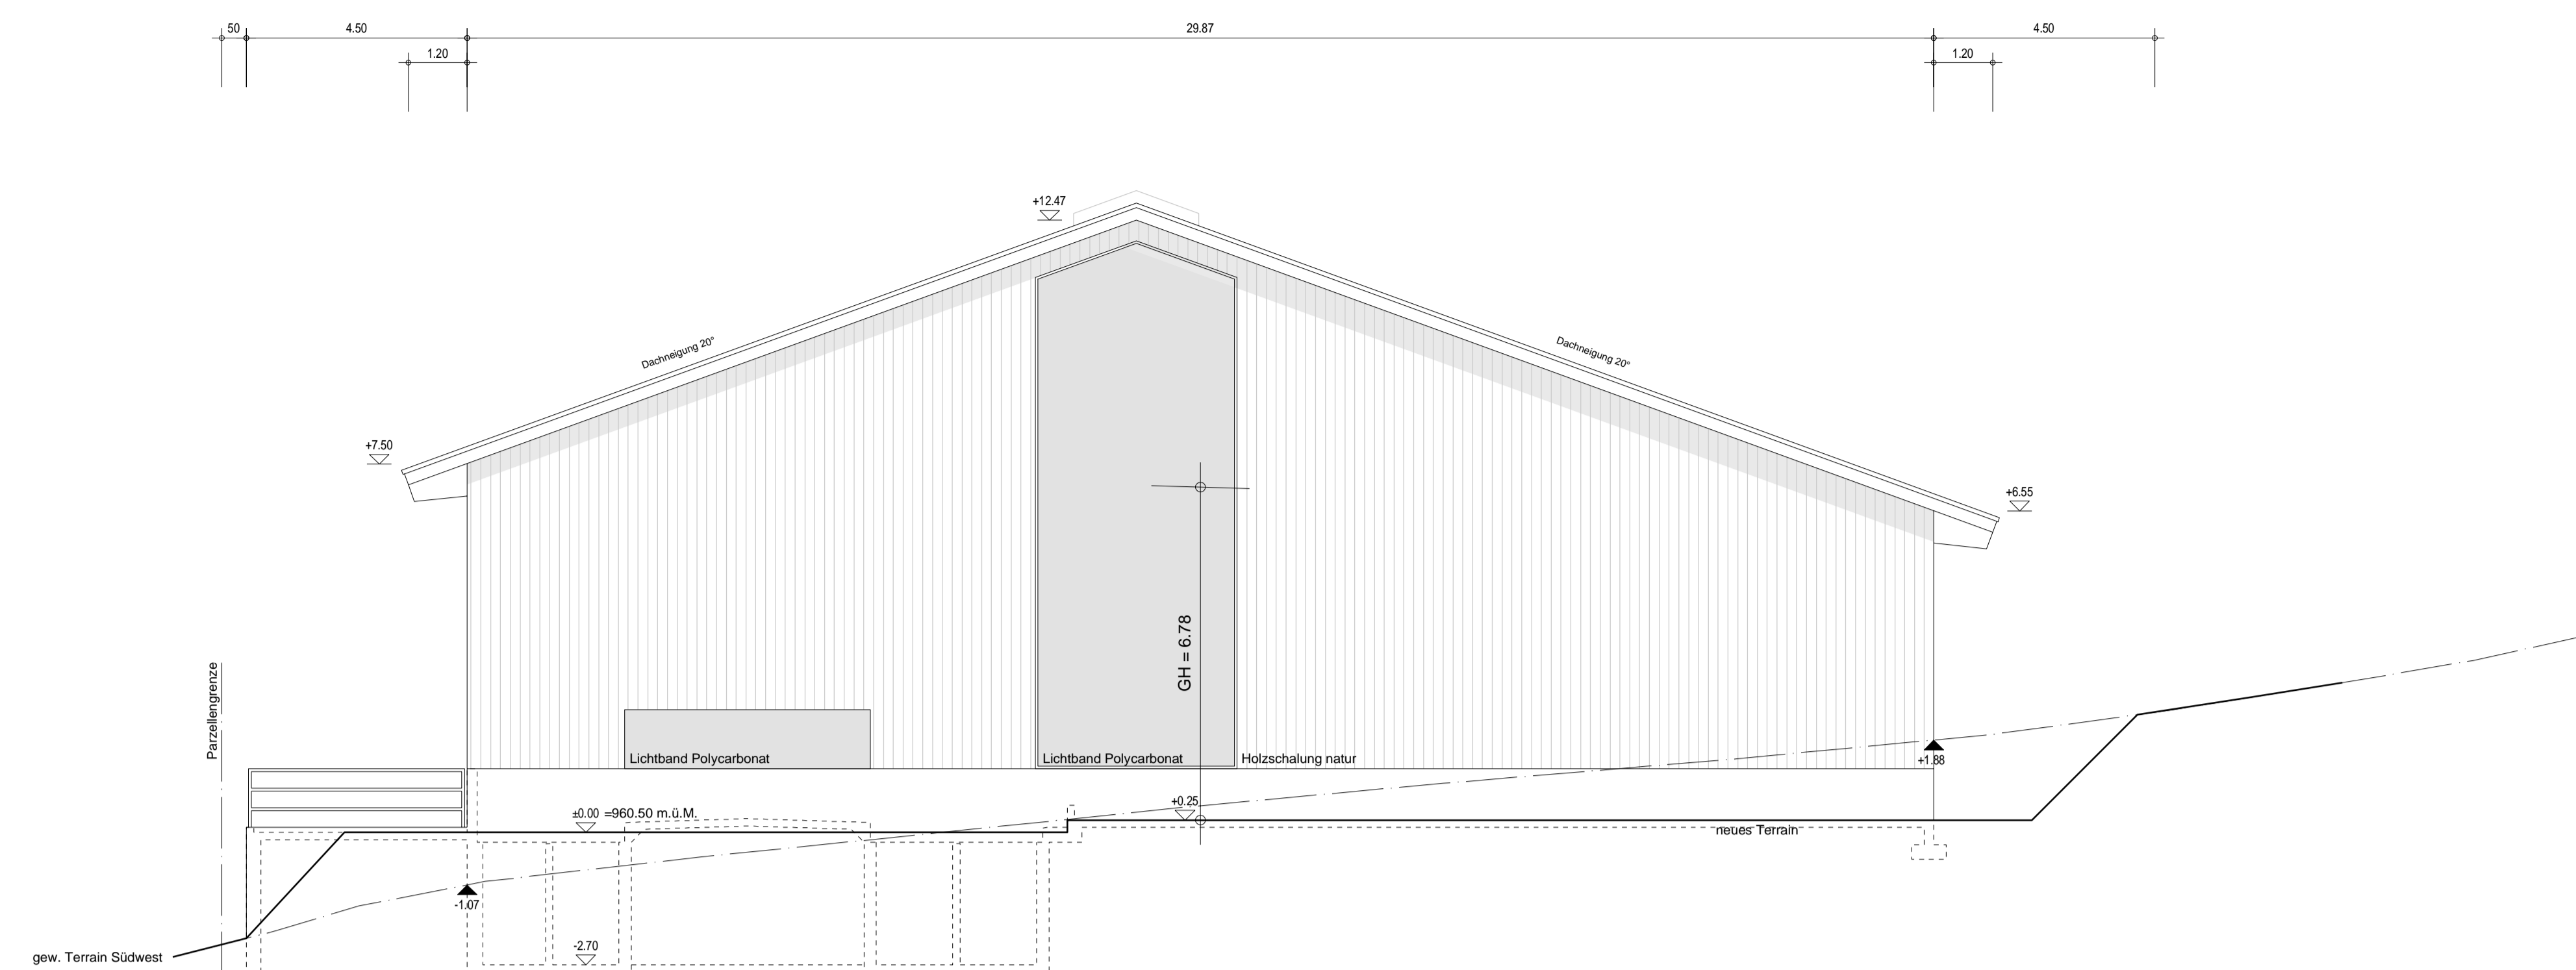 50
4.50
29.87
4.50
1.20
1.20
+12.47
Dachneigung 20°
Dachneigung 20°
+7.50
+6.55
GH = 6.78
Parzellengrenze
Lichtband Polycarbonat
Lichtband Polycarbonat
Holzschalung natur
+1.88
+0.25
±0.00 =960.50 m.ü.M.
neues Terrain
-1.07
-2.70
gew. Terrain Südwest